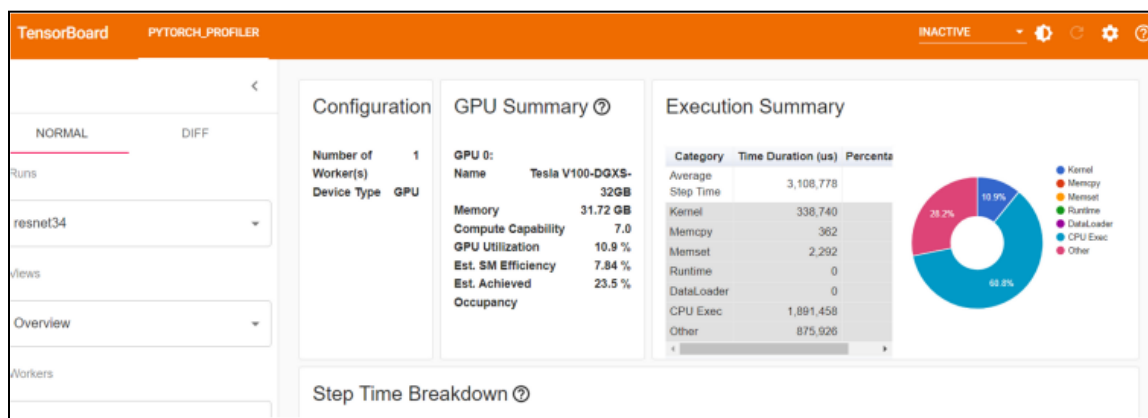 TensorBoard PYTORCH_PROFILER INACTIVE
NORMAL DIFF
Runs
resnet34
Views
Overview
Workers
Configuration
Number of Worker(s) 1
Device Type GPU
GPU Summary
GPU 0:
Name Tesla V100-DGXS-32GB
Memory 31.72 GB
Compute Capability 7.0
GPU Utilization 10.9 %
Est. SM Efficiency 7.84 %
Est. Achieved Occupancy 23.5 %
Execution Summary
Category Time Duration (us) Percenta
Average Step Time 3,108,778
Kernel 338,740
Memcpy 362
Memset 2,292
Runtime 0
DataLoader 0
CPU Exec 1,891,458
Other 875,926
10.9%
28.2%
60.8%
Kernel
Memcpy
Memset
Runtime
DataLoader
CPU Exec
Other
Step Time Breakdown